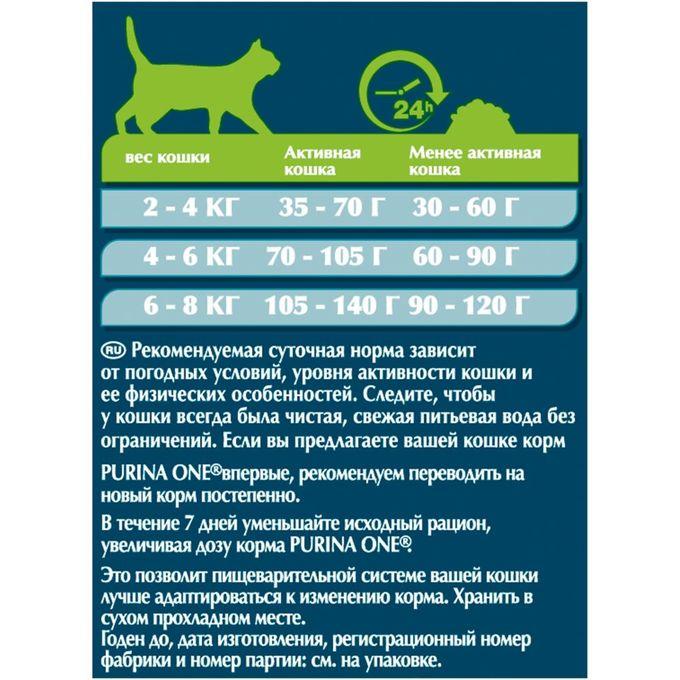 24h
вес кошки Активная кошка Менее активная кошка
2 - 4 КГ 35 - 70 Г 30 - 60 Г
4 - 6 КГ 70 - 105 Г 60 - 90 Г
6 - 8 КГ 105 - 140 Г 90 - 120 Г
RU Рекомендуемая суточная норма зависит
от погодных условий, уровня активности кошки и
ее физических особенностей. Следите, чтобы
у кошки всегда была чистая, свежая питьевая вода без
ограничений. Если вы предлагаете вашей кошке корм
PURINA ONE®впервые, рекомендуем переводить на
новый корм постепенно.
В течение 7 дней уменьшайте исходный рацион,
увеличивая дозу корма PURINA ONE®.
Это позволит пищеварительной системе вашей кошки
лучше адаптироваться к изменению корма. Хранить в
сухом прохладном месте.
Годен до, дата изготовления, регистрационный номер
фабрики и номер партии: см. на упаковке.